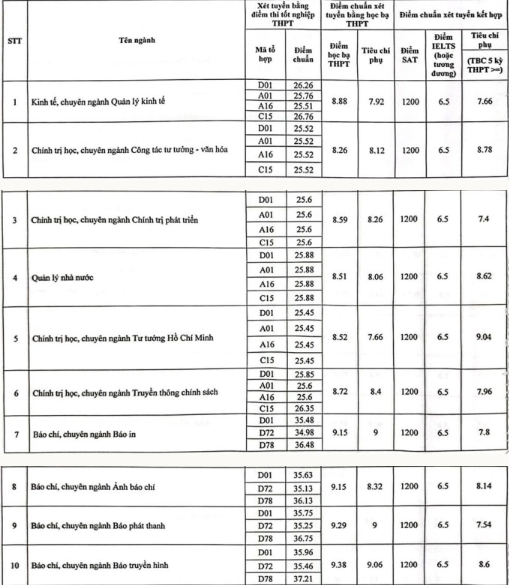 STT | Tên ngành | Xét tuyển bằng điểm thi tốt nghiệp THPT | Điểm chuẩn xét tuyển bằng học bạ THPT | Điểm chuẩn xét tuyển kết hợp
Mã tổ hợp | Điểm chuẩn | Điểm học bạ THPT | Tiêu chí phụ | Điểm SAT | Điểm IELTS (hoặc tương đương) | Tiêu chí phụ (TBC 5 kỳ THPT >=)
1 | Kinh tế, chuyên ngành Quản lý kinh tế | D01 | 26.26 | 8.88 | 7.92 | 1200 | 6.5 | 7.66
A01 | 25.76
A16 | 25.51
C15 | 26.76
2 | Chính trị học, chuyên ngành Công tác tư tưởng - văn hóa | D01 | 25.52 | 8.26 | 8.12 | 1200 | 6.5 | 8.78
A01 | 25.52
A16 | 25.52
C15 | 25.52
3 | Chính trị học, chuyên ngành Chính trị phát triển | D01 | 25.6 | 8.59 | 8.26 | 1200 | 6.5 | 7.4
A01 | 25.6
A16 | 25.6
C15 | 25.6
4 | Quản lý nhà nước | D01 | 25.88 | 8.51 | 8.06 | 1200 | 6.5 | 8.62
A01 | 25.88
A16 | 25.88
C15 | 25.88
5 | Chính trị học, chuyên ngành Tư tưởng Hồ Chí Minh | D01 | 25.45 | 8.52 | 7.66 | 1200 | 6.5 | 9.04
A01 | 25.45
A16 | 25.45
C15 | 25.45
6 | Chính trị học, chuyên ngành Truyền thông chính sách | D01 | 25.85 | 8.72 | 8.4 | 1200 | 6.5 | 7.96
A01 | 25.6
A16 | 25.6
C15 | 26.35
7 | Báo chí, chuyên ngành Báo in | D01 | 35.48 | 9.15 | 9 | 1200 | 6.5 | 7.8
D72 | 34.98
D78 | 36.48
8 | Báo chí, chuyên ngành Ảnh báo chí | D01 | 35.63 | 9.15 | 8.32 | 1200 | 6.5 | 8.14
D72 | 35.13
D78 | 36.13
9 | Báo chí, chuyên ngành Báo phát thanh | D01 | 35.75 | 9.29 | 9 | 1200 | 6.5 | 7.54
D72 | 35.25
D78 | 36.75
10 | Báo chí, chuyên ngành Báo truyền hình | D01 | 35.96 | 9.38 | 9.06 | 1200 | 6.5 | 8.6
D72 | 35.46
D78 | 37.21